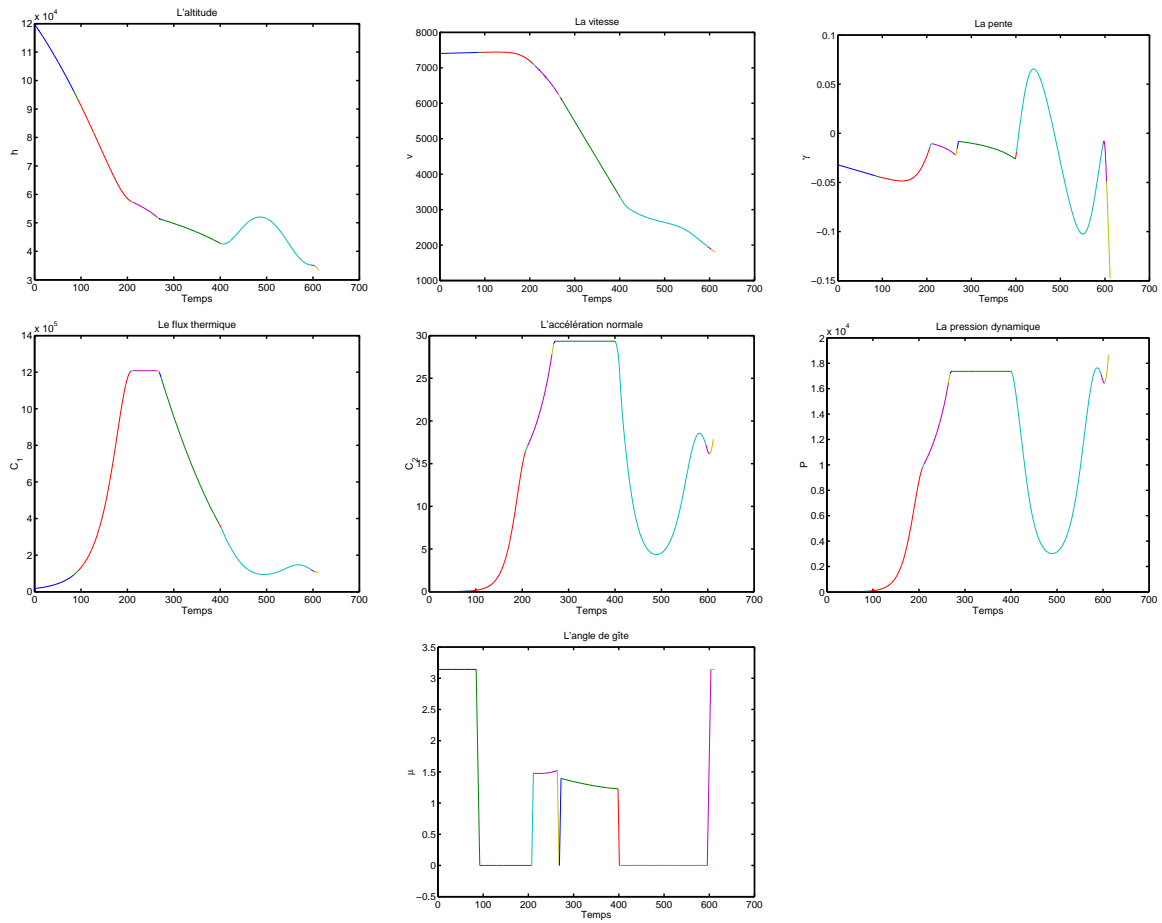 L'altitude
x 10^4
12
11
10
9
8
7
6
5
4
3
h
0 100 200 300 400 500 600 700
Temps
La vitesse
8000
7000
6000
5000
4000
3000
2000
1000
v
0 100 200 300 400 500 600 700
Temps
La pente
0.1
0.05
0
−0.05
−0.1
−0.15
γ
0 100 200 300 400 500 600 700
Temps
Le flux thermique
x 10^5
14
12
10
8
6
4
2
0
C_1
0 100 200 300 400 500 600 700
Temps
L'accélération normale
30
25
20
15
10
5
0
C_2
0 100 200 300 400 500 600 700
Temps
La pression dynamique
x 10^4
2
1.8
1.6
1.4
1.2
1
0.8
0.6
0.4
0.2
0
P
0 100 200 300 400 500 600 700
Temps
L'angle de gîte
3.5
3
2.5
2
1.5
1
0.5
0
−0.5
μ
0 100 200 300 400 500 600 700
Temps